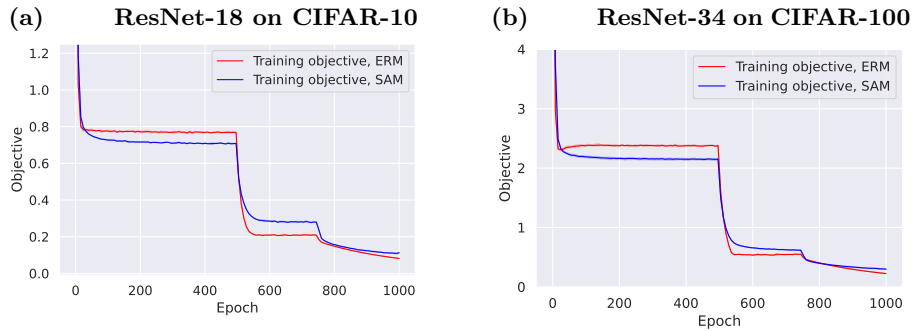 (a) ResNet-18 on CIFAR-10
1.2
1.0
0.8
0.6
0.4
0.2
0.0
Objective
Training objective, ERM
Training objective, SAM
0 200 400 600 800 1000
Epoch
(b) ResNet-34 on CIFAR-100
4
3
2
1
0
Objective
Training objective, ERM
Training objective, SAM
0 200 400 600 800 1000
Epoch